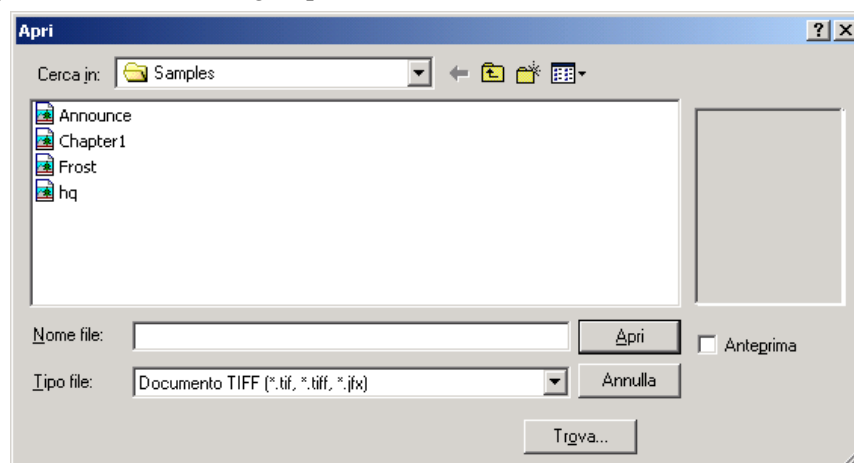 Apri
Cerca in: Samples
Announce
Chapter1
Frost
hq
Nome file: Apri
Anteprima
Tipo file: Documento TIFF (*.tif, *.tiff, *.jfx) Annulla
Trova...